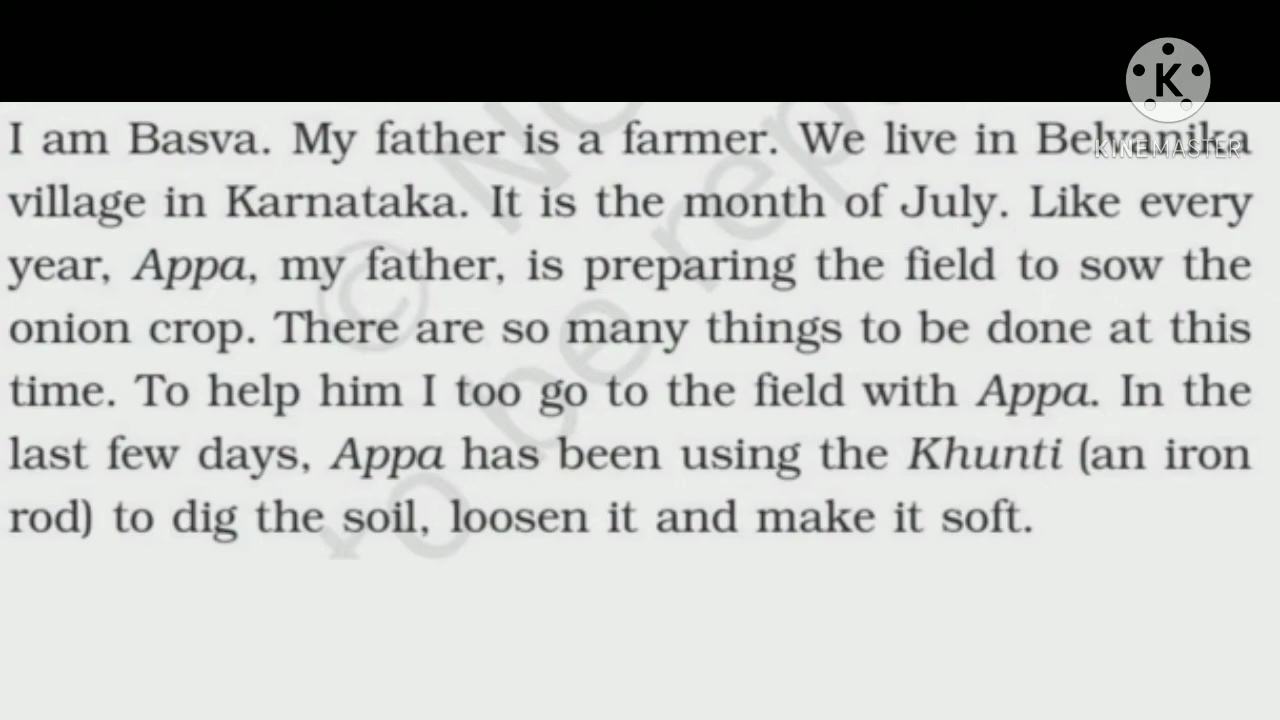 K
KINEMASTER
I am Basva. My father is a farmer. We live in Belvanika
village in Karnataka. It is the month of July. Like every
year, Appa, my father, is preparing the field to sow the
onion crop. There are so many things to be done at this
time. To help him I too go to the field with Appa. In the
last few days, Appa has been using the Khunti (an iron
rod) to dig the soil, loosen it and make it soft.
© No
to be rep